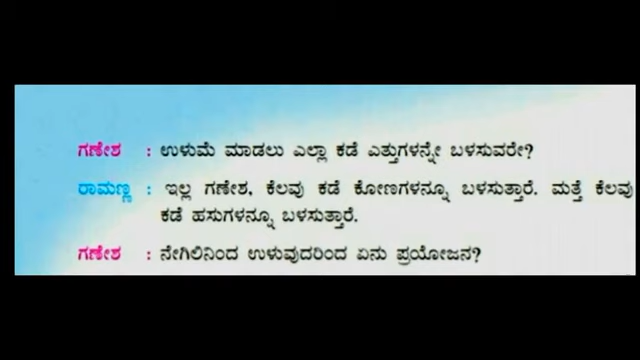 ಗಣೇಶ : ಉಳುಮೆ ಮಾಡಲು ಎಲ್ಲಾ ಕಡೆ ಎತ್ತುಗಳನ್ನೇ ಬಳಸುವರೇ?
ರಾಮಣ್ಣ : ಇಲ್ಲ ಗಣೇಶ, ಕೆಲವು ಕಡೆ ಕೋಣಗಳನ್ನೂ ಬಳಸುತ್ತಾರೆ. ಮತ್ತೆ ಕೆಲವು
ಕಡೆ ಹಸುಗಳನ್ನೂ ಬಳಸುತ್ತಾರೆ.
ಗಣೇಶ : ನೇಗಿಲಿನಿಂದ ಉಳುವುದರಿಂದ ಏನು ಪ್ರಯೋಜನ?